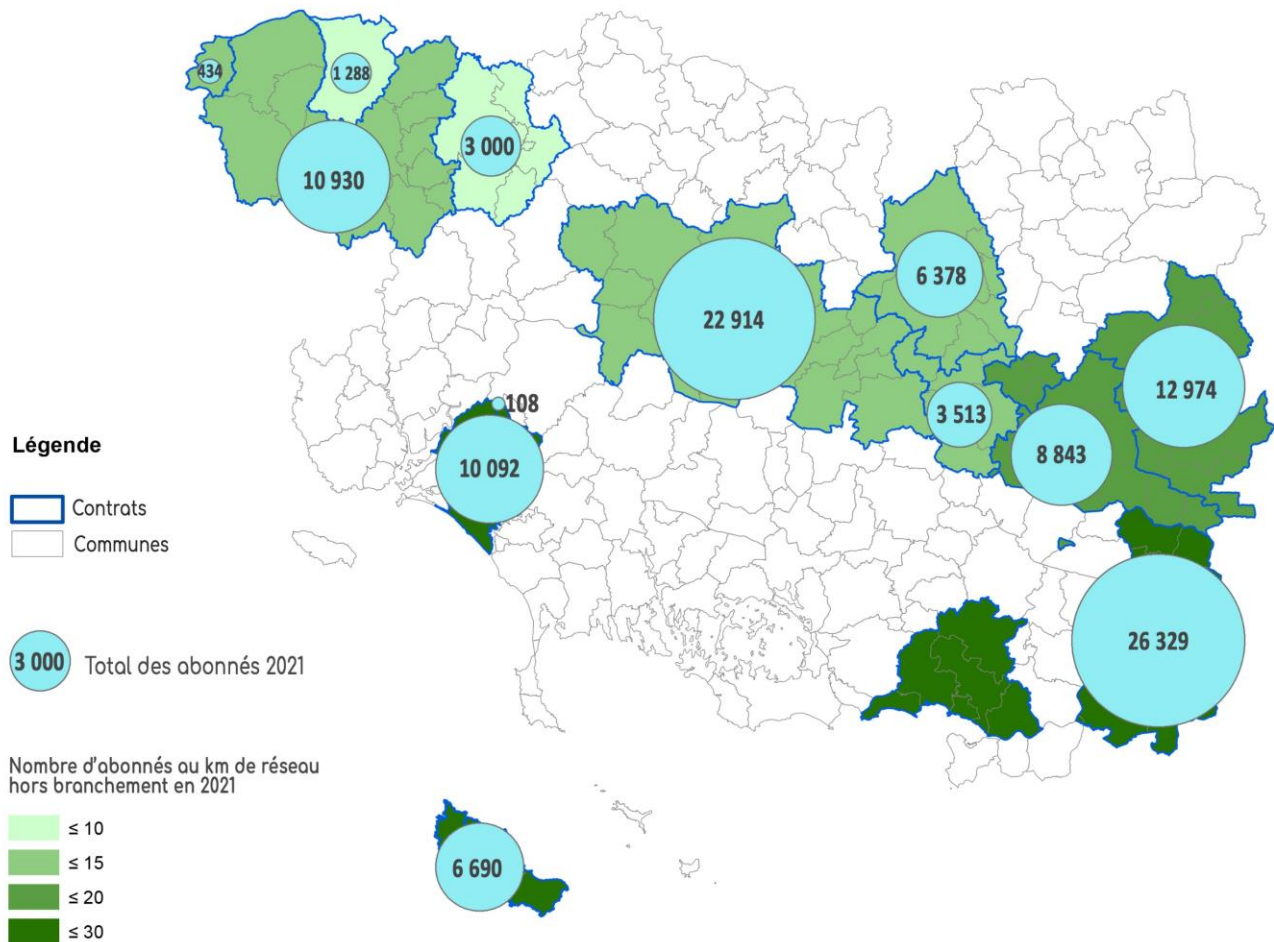 434
1 288
3 000
10 930
6 378
22 914
12 974
108
3 513
8 843
10 092
26 329
6 690
Légende
Contrats
Communes
3 000 Total des abonnés 2021
Nombre d'abonnés au km de réseau
hors branchement en 2021
≤ 10
≤ 15
≤ 20
≤ 30